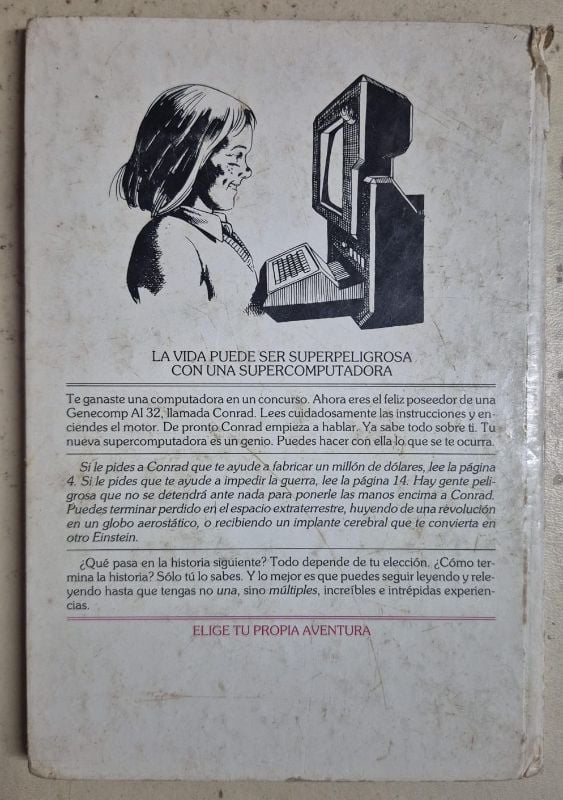 LA VIDA PUEDE SER SUPERPELIGROSA
CON UNA SUPERCOMPUTADORA
Te ganaste una computadora en un concurso. Ahora eres el feliz poseedor de una
Genecomp AI 32, llamada Conrad. Lees cuidadosamente las instrucciones y en-
ciendes el motor. De pronto Conrad empieza a hablar. Ya sabe todo sobre ti. Tu
nueva supercomputadora es un genio. Puedes hacer con ella lo que se te ocurra.
Si le pides a Conrad que te ayude a fabricar un millón de dólares, lee la página
4. Si le pides que te ayude a impedir la guerra, lee la página 14. Hay gente peli-
grosa que no se detendrá ante nada para ponerle las manos encima a Conrad.
Puedes terminar perdido en el espacio extraterrestre, huyendo de una revolución
en un globo aerostático, o recibiendo un implante cerebral que te convierta en
otro Einstein.
¿Qué pasa en la historia siguiente? Todo depende de tu elección. ¿Cómo ter-
mina la historia? Sólo tú lo sabes. Y lo mejor es que puedes seguir leyendo y rele-
yendo hasta que tengas no una, sino múltiples, increíbles e intrépidas experien-
cias.
ELIGE TU PROPIA AVENTURA